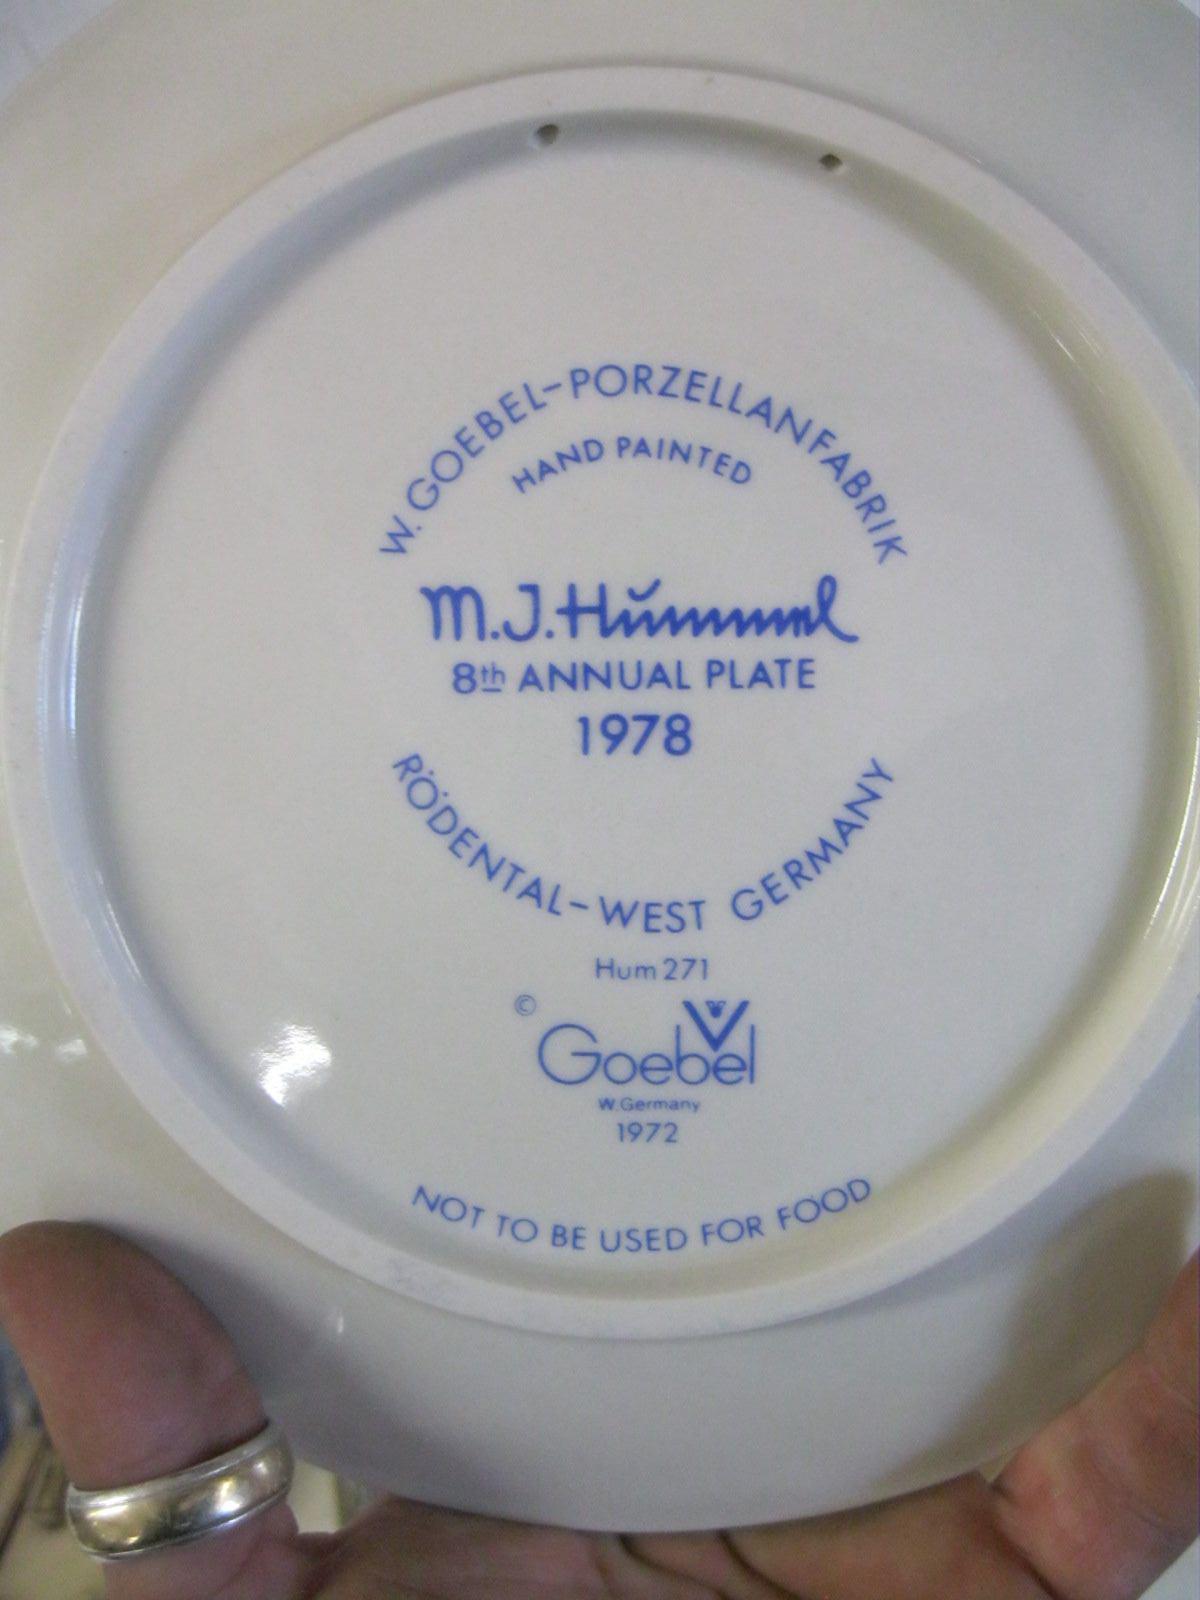 W. GOEBEL-PORZELLANFABRIK
HAND PAINTED
M.J. Hümmel
8th ANNUAL PLATE
1978
RÖDENTAL-WEST GERMANY
Hum 271
© Goebel
W. Germany
1972
NOT TO BE USED FOR FOOD